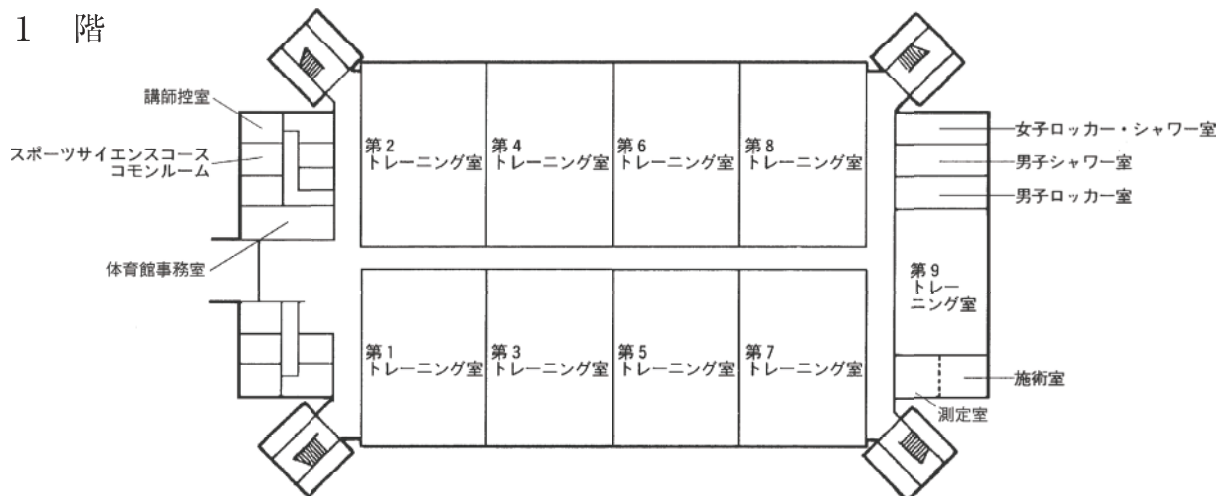 1 階
講師控室
スポーツサイエンスコース
コモンルーム
体育館事務室
第2
トレーニング室
第4
トレーニング室
第6
トレーニング室
第8
トレーニング室
第1
トレーニング室
第3
トレーニング室
第5
トレーニング室
第7
トレーニング室
女子ロッカー・シャワー室
男子シャワー室
男子ロッカー室
第9
トレー
ニング室
施術室
測定室